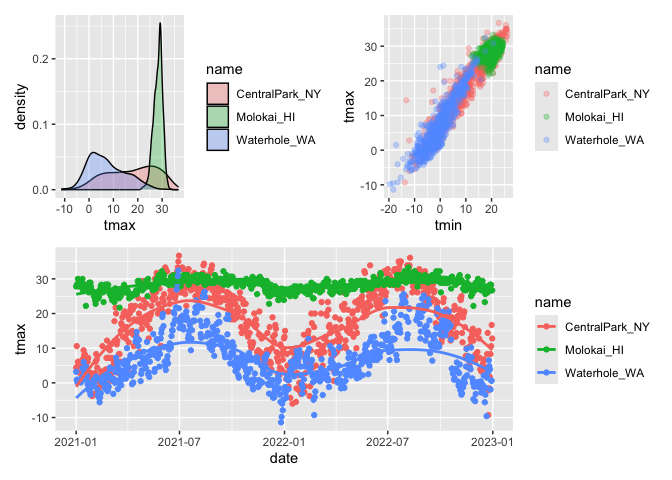 density
0.2
0.1
0.0
-10 0 10 20 30
tmax
name
CentralPark_NY
Molokai_HI
Waterhole_WA
tmax
30
20
10
0
-10
-20 -10 0 10 20
tmin
name
CentralPark_NY
Molokai_HI
Waterhole_WA
tmax
30
20
10
0
-10
2021-01 2021-07 2022-01 2022-07 2023-01
date
name
CentralPark_NY
Molokai_HI
Waterhole_WA